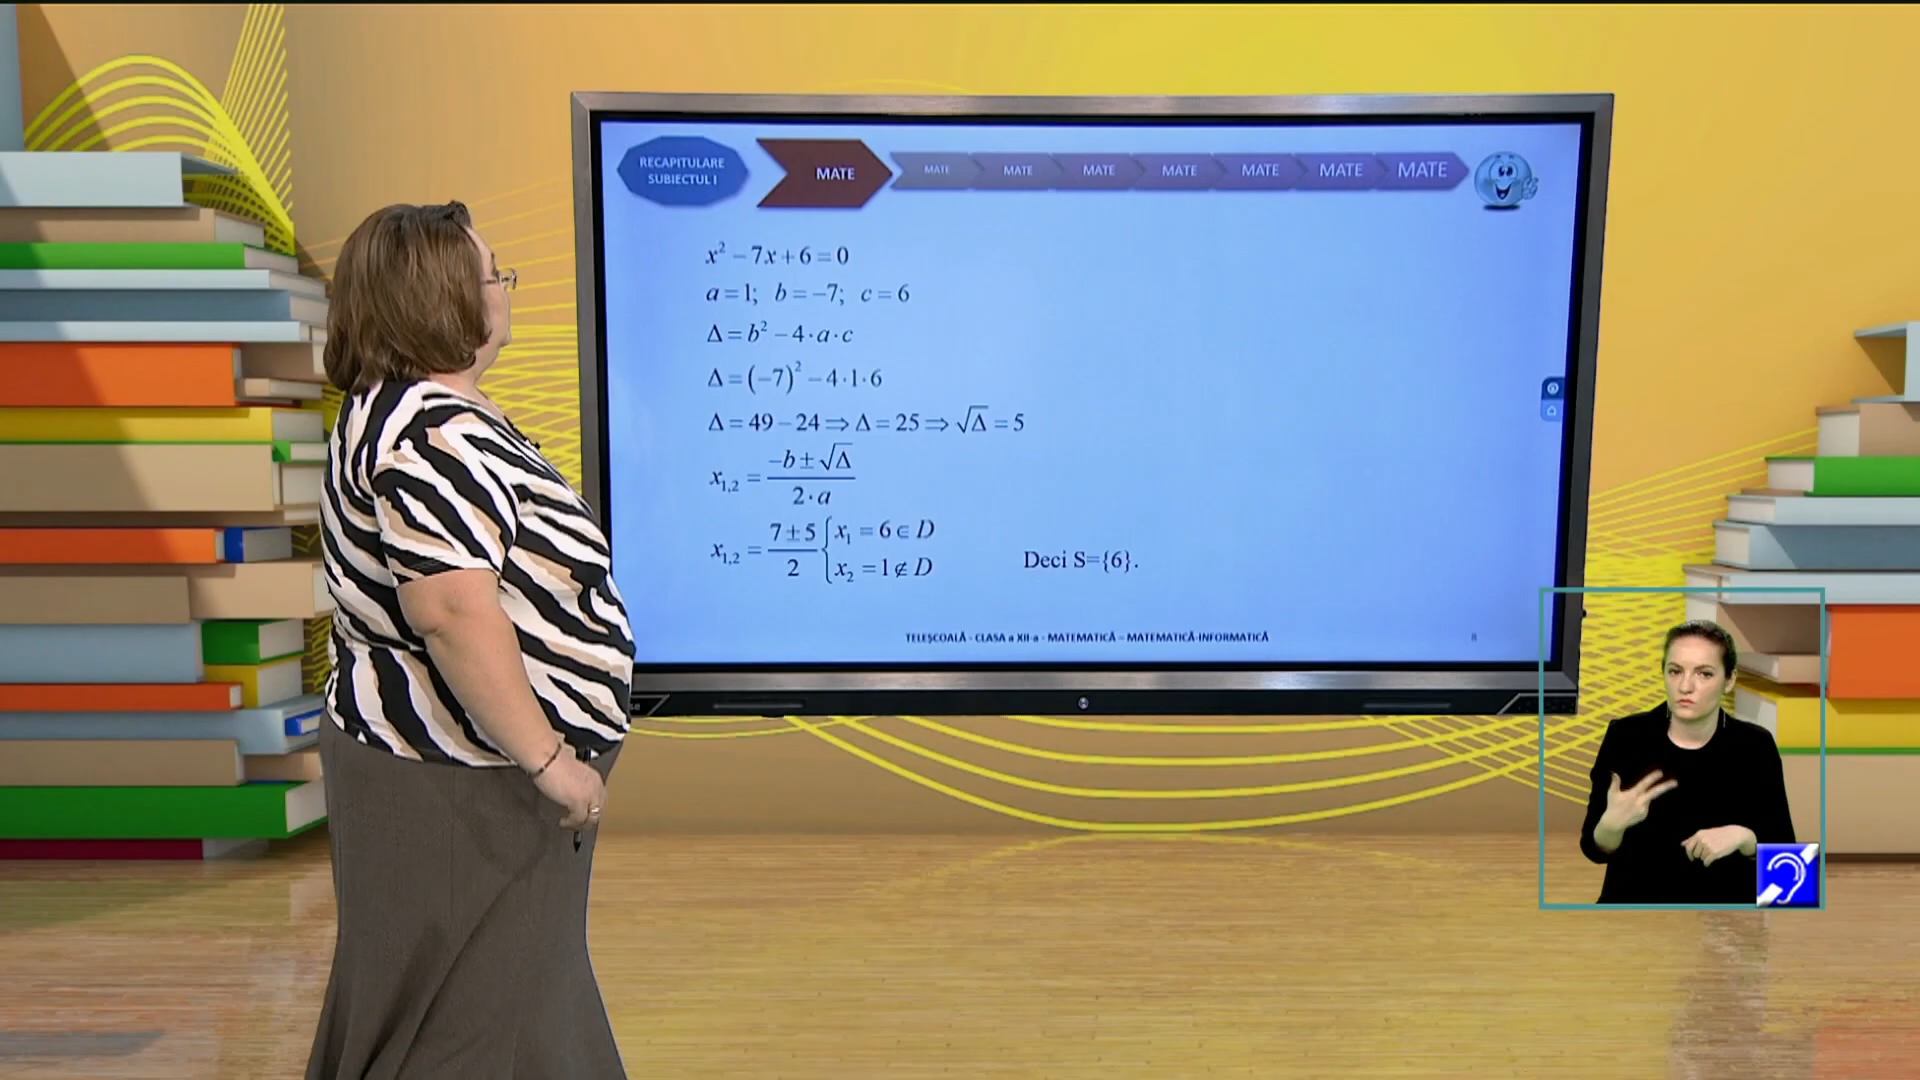 RECAPITULARE
SUBIECTUL I
MATE
MATE
MATE
MATE
MATE
MATE
MATE
MATE
x² − 7x + 6 = 0
a = 1; b = −7; c = 6
Δ = b² − 4·a·c
Δ = (−7)² − 4·1·6
Δ = 49 − 24 ⇒ Δ = 25 ⇒ √Δ = 5
x₁,₂ = (−b ± √Δ) / (2·a)
x₁,₂ = (7 ± 5) / 2 { x₁ = 6 ∈ D
x₂ = 1 ∉ D
Deci S={6}.
TELEȘCOALĂ - CLASA a XII-a - MATEMATICĂ – MATEMATICĂ-INFORMATICĂ
8